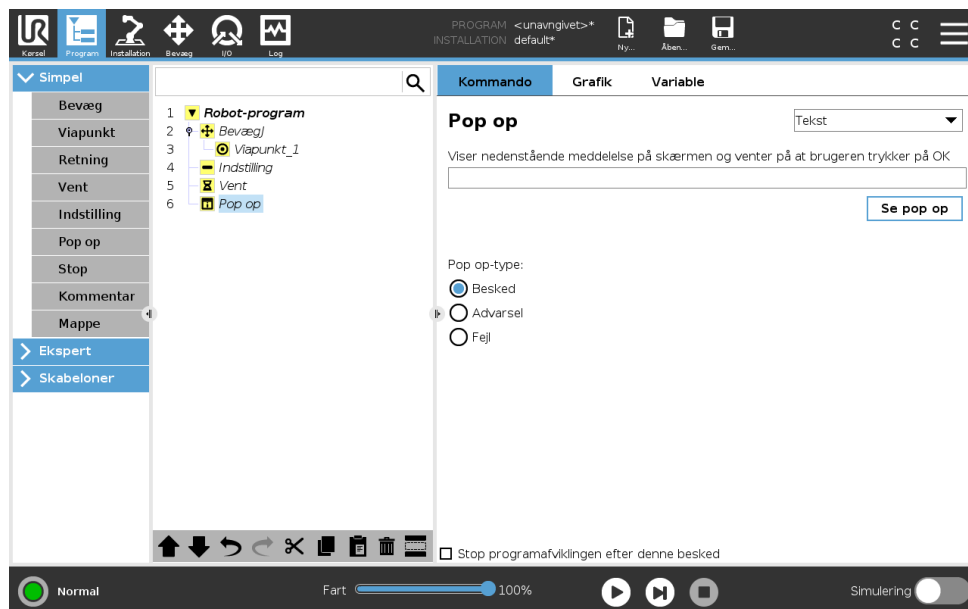 UR
PROGRAM <unavngivet>*
INSTALLATION default*
Kørsel Program Installation Bevæg I/O Log Ny... Åben... Gem...
C C
C C
Simpel
Bevæg
Viapunkt
Retning
Vent
Indstilling
Pop op
Stop
Kommentar
Mappe
Ekspert
Skabeloner
1 Robot-program
2 BevægJ
3 Viapunkt_1
4 Indstilling
5 Vent
6 Pop op
Kommando Grafik Variable
Pop op Tekst
Viser nedenstående meddelelse på skærmen og venter på at brugeren trykker på OK
Se pop op
Pop op-type:
Besked
Advarsel
Fejl
Stop programafviklingen efter denne besked
Normal Fart 100% Simulering